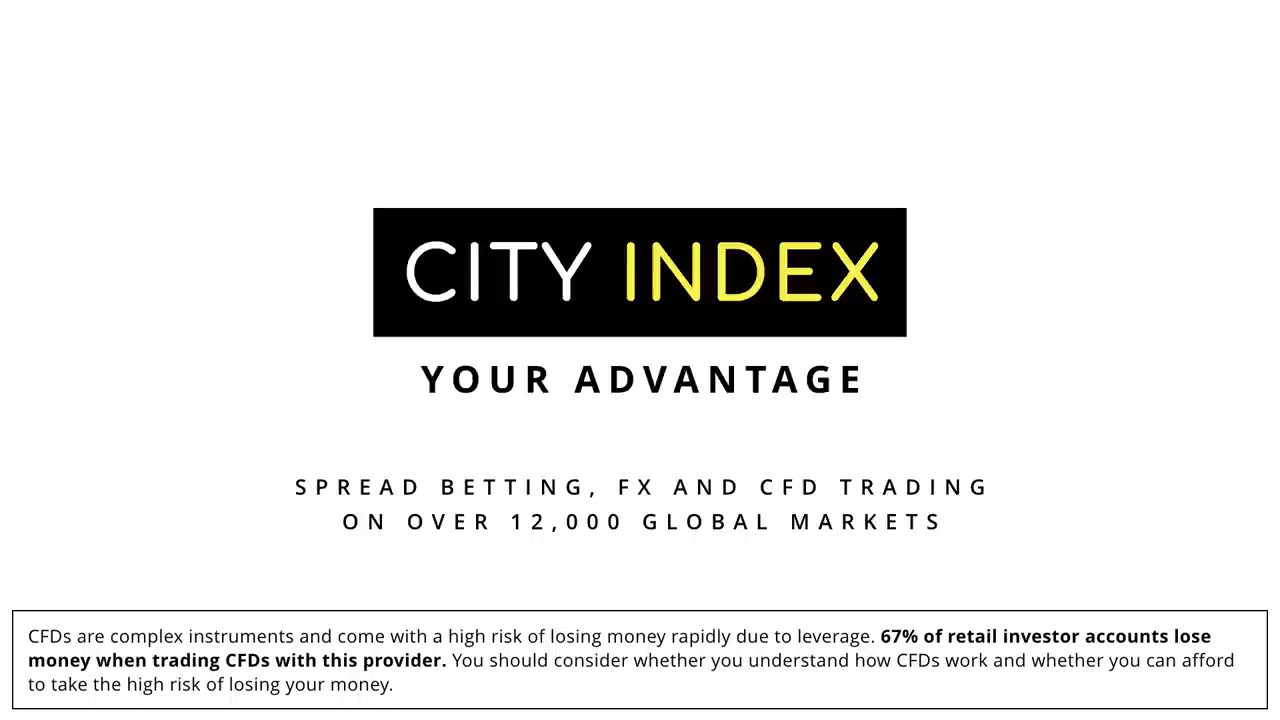 CITY INDEX
YOUR ADVANTAGE
SPREAD BETTING, FX AND CFD TRADING
ON OVER 12,000 GLOBAL MARKETS
CFDs are complex instruments and come with a high risk of losing money rapidly due to leverage. 67% of retail investor accounts lose
money when trading CFDs with this provider. You should consider whether you understand how CFDs work and whether you can afford
to take the high risk of losing your money.